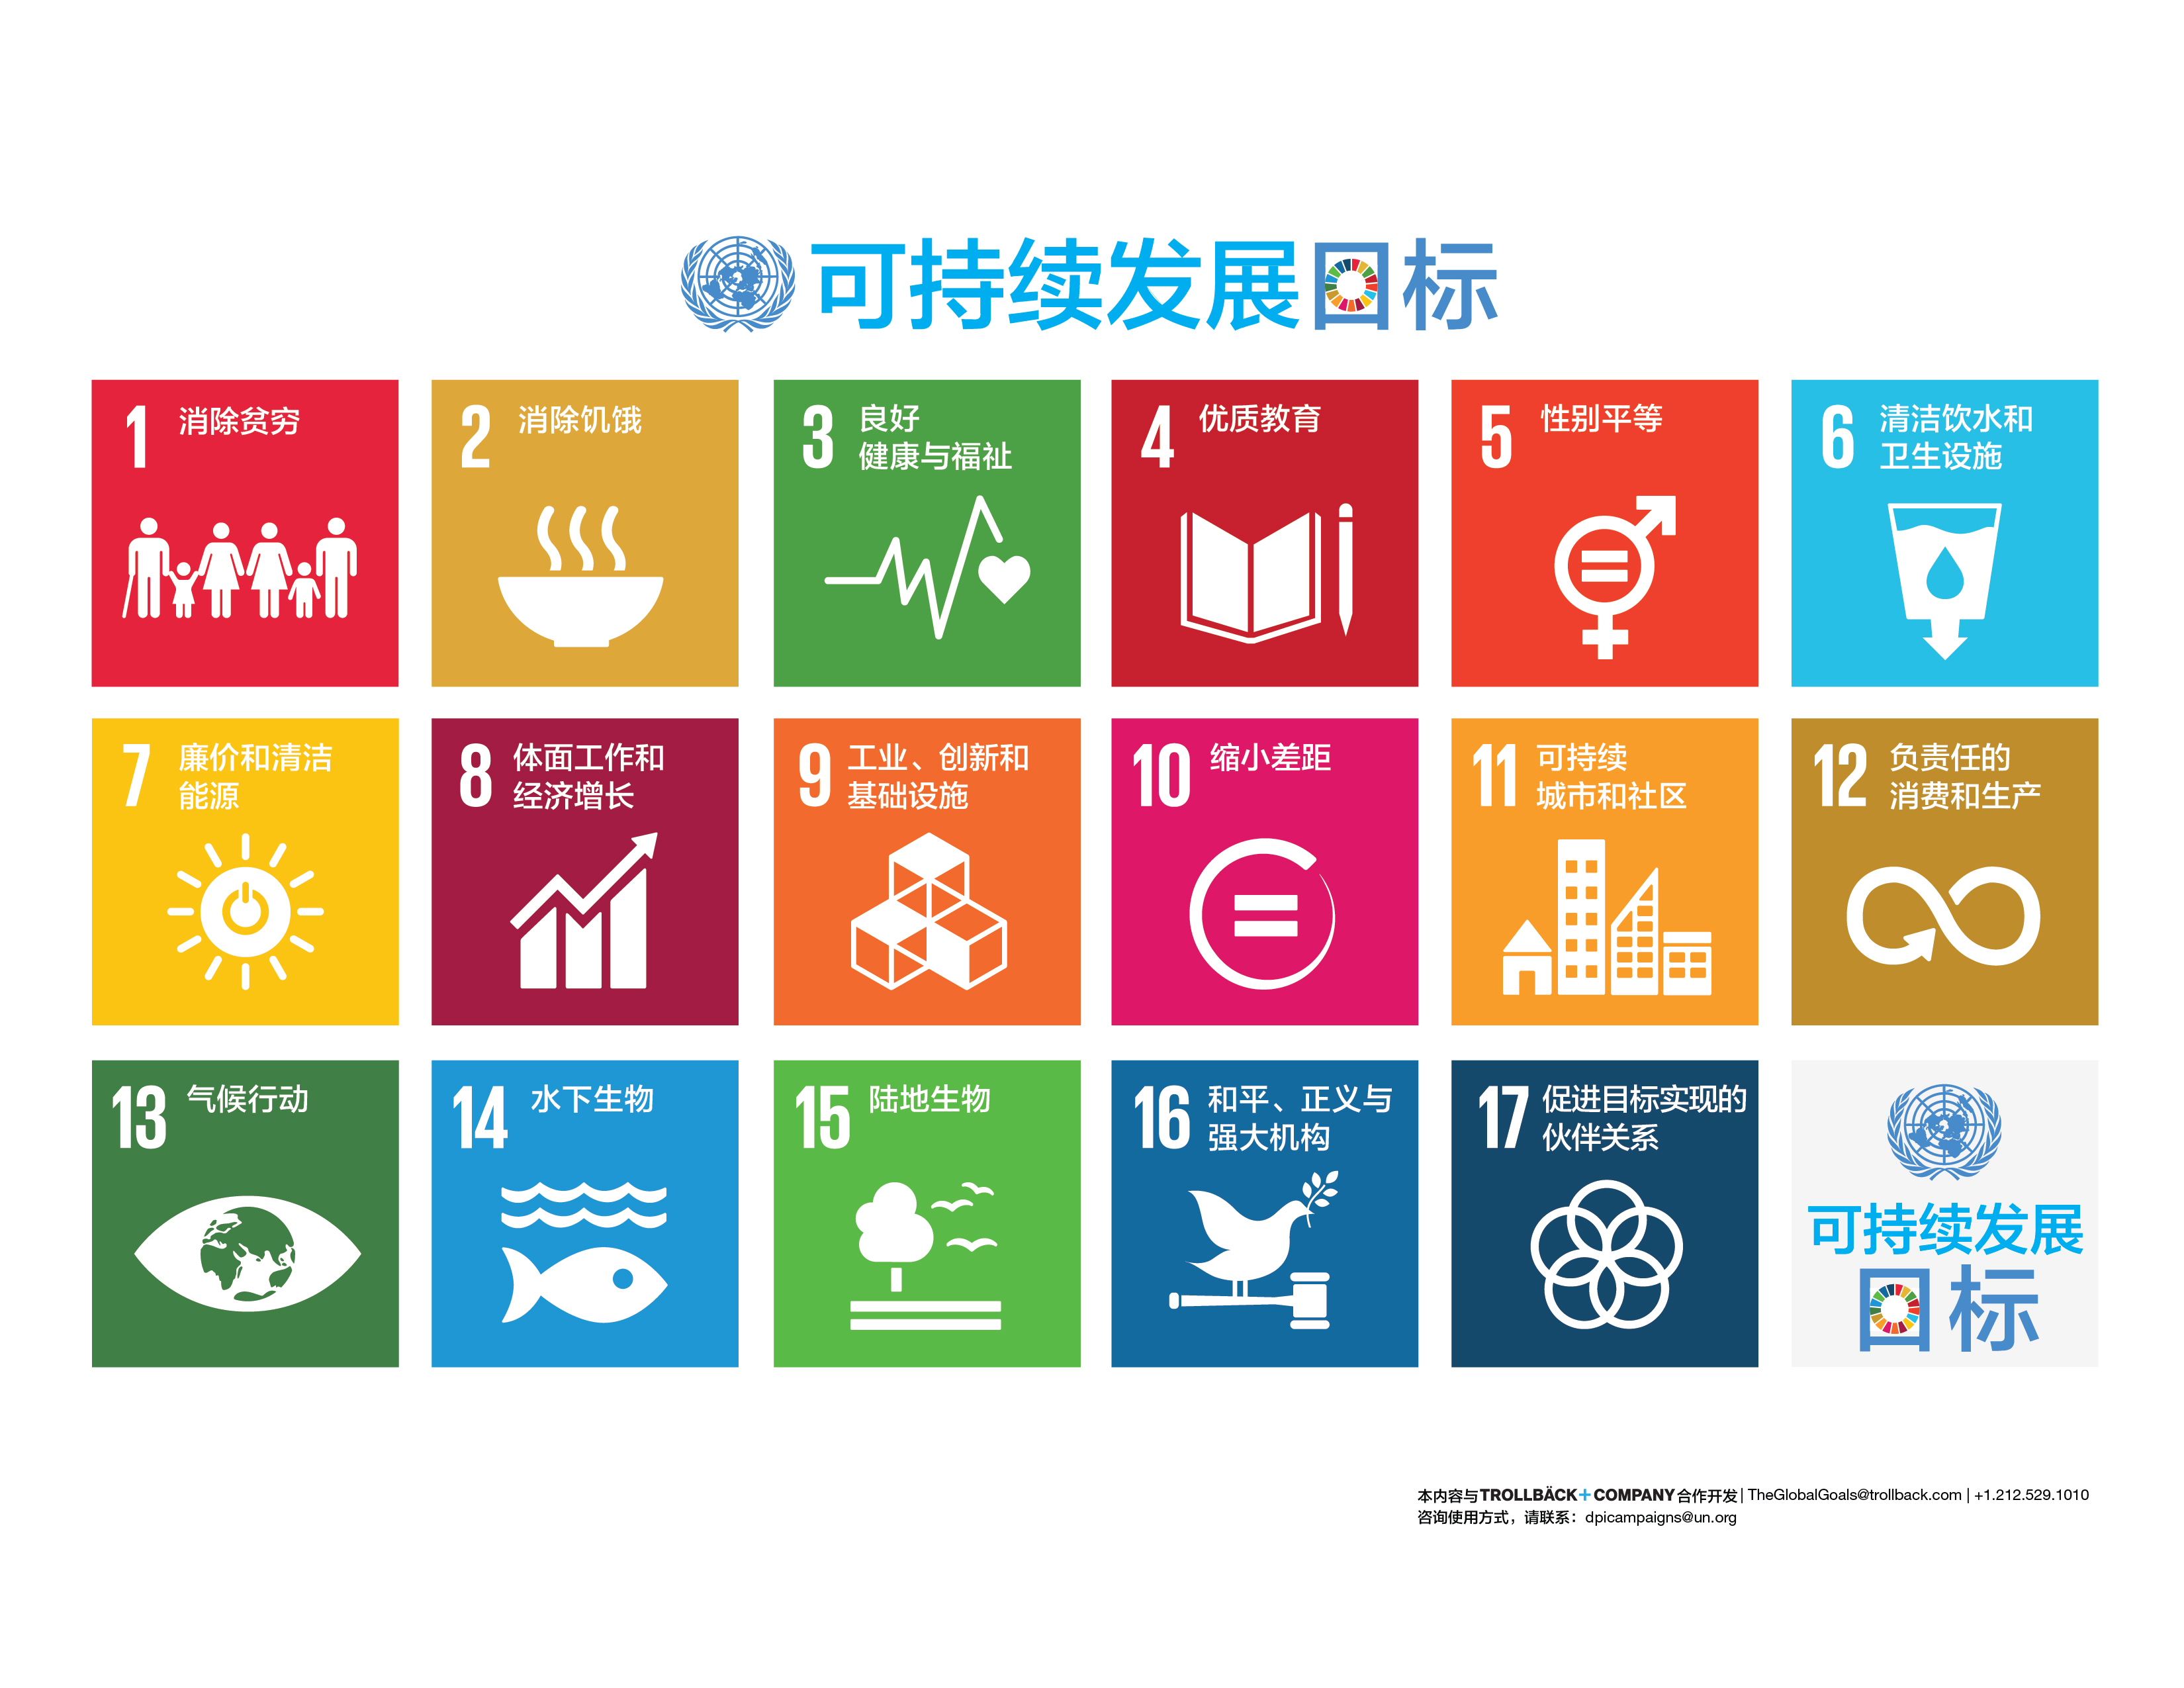 可持续发展目标
1 消除贫穷
2 消除饥饿
3 良好
健康与福祉
4 优质教育
5 性别平等
6 清洁饮水和
卫生设施
7 廉价和清洁
能源
8 体面工作和
经济增长
9 工业、创新和
基础设施
10 缩小差距
11 可持续
城市和社区
12 负责任的
消费和生产
13 气候行动
14 水下生物
15 陆地生物
16 和平、正义与
强大机构
17 促进目标实现的
伙伴关系
可持续发展
目标
本内容与TROLLBÄCK+COMPANY合作开发 | TheGlobalGoals@trollback.com | +1.212.529.1010
咨询使用方式，请联系：dpicampaigns@un.org